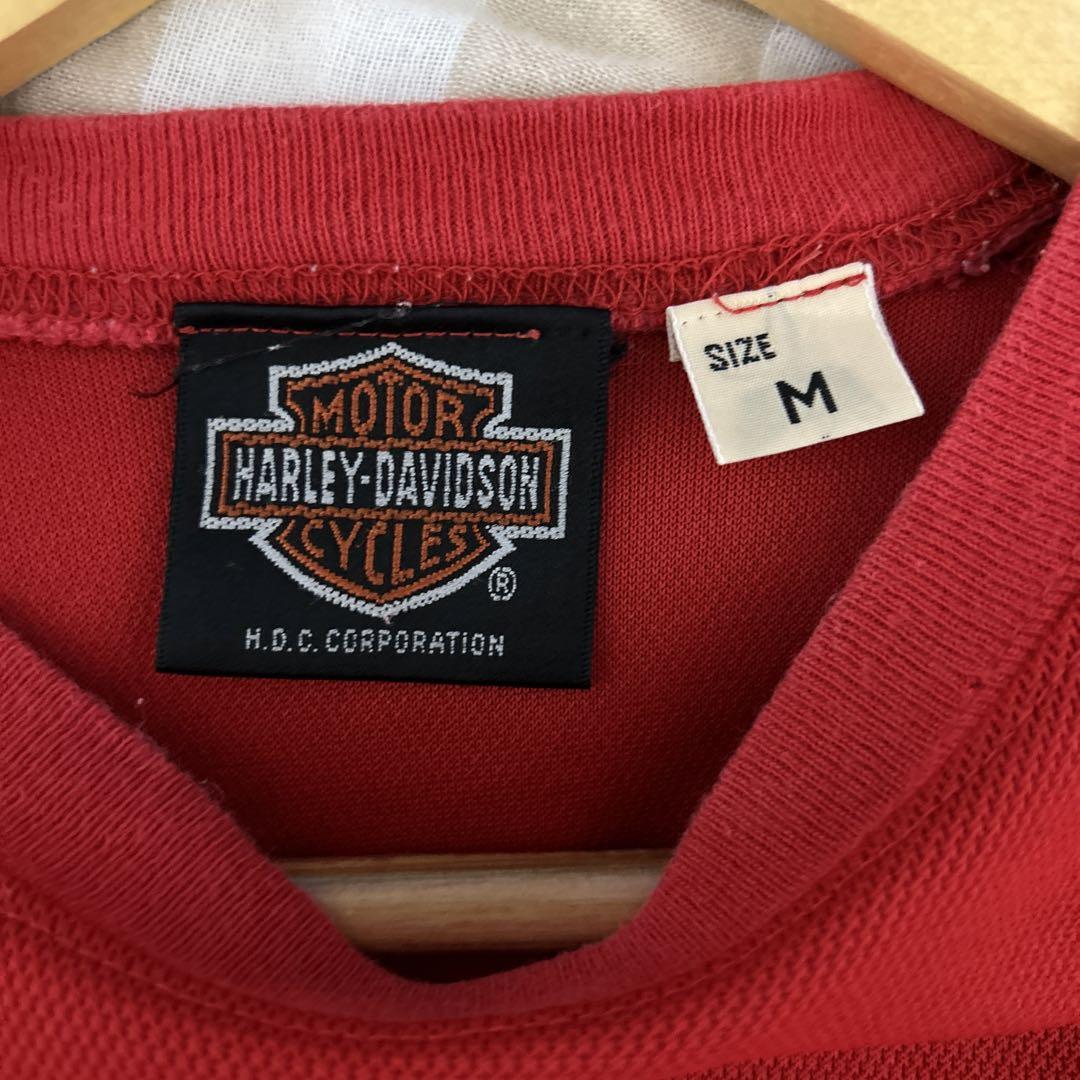 MOTOR
HARLEY-DAVIDSON
CYCLES
®
H.D.C. CORPORATION
SIZE
M